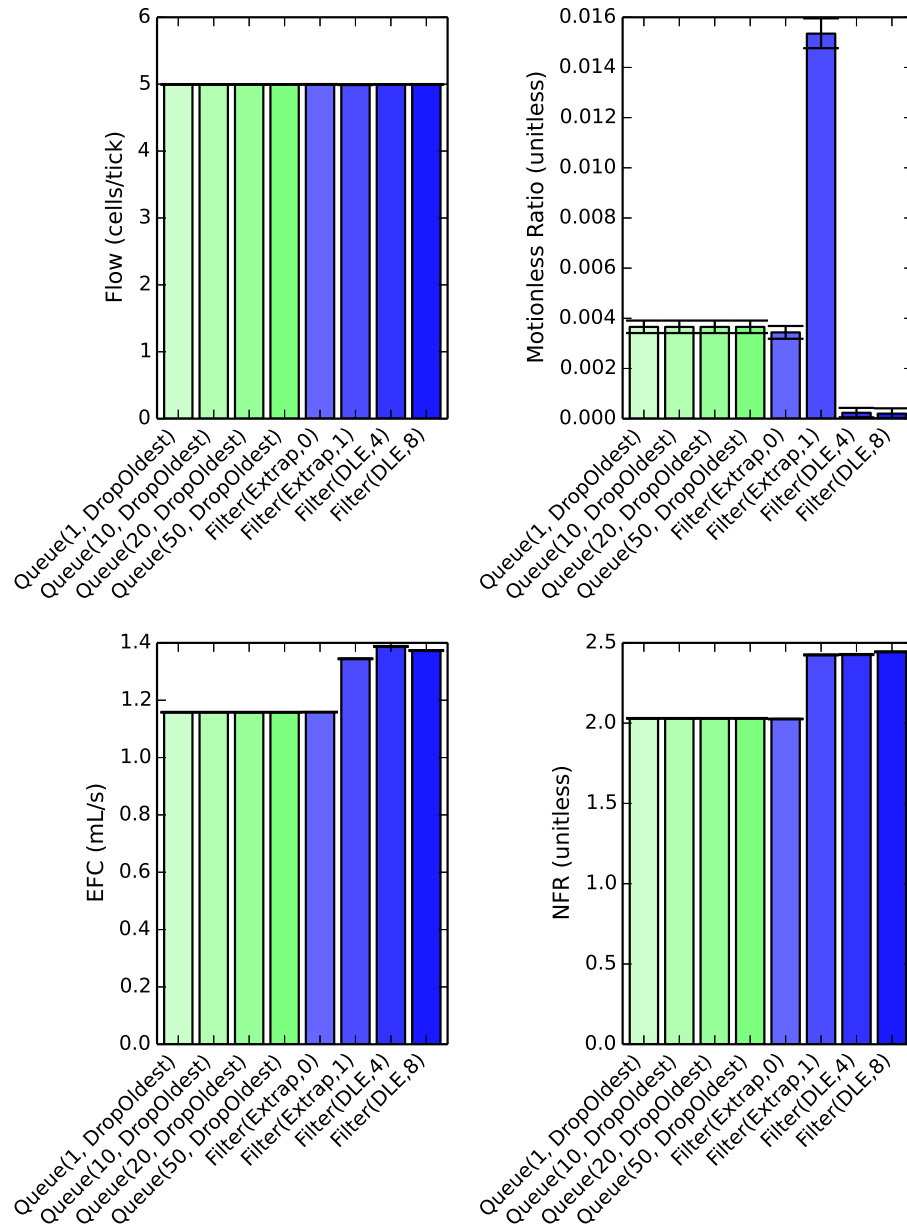 6
5
4
3
2
1
0
Flow (cells/tick)
Queue(1, DropOldest)
Queue(10, DropOldest)
Queue(20, DropOldest)
Queue(50, DropOldest)
Filter(Extrap,0)
Filter(Extrap,1)
Filter(DLE,4)
Filter(DLE,8)
0.016
0.014
0.012
0.010
0.008
0.006
0.004
0.002
0.000
Motionless Ratio (unitless)
Queue(1, DropOldest)
Queue(10, DropOldest)
Queue(20, DropOldest)
Queue(50, DropOldest)
Filter(Extrap,0)
Filter(Extrap,1)
Filter(DLE,4)
Filter(DLE,8)
1.4
1.2
1.0
0.8
0.6
0.4
0.2
0.0
EFC (mL/s)
Queue(1, DropOldest)
Queue(10, DropOldest)
Queue(20, DropOldest)
Queue(50, DropOldest)
Filter(Extrap,0)
Filter(Extrap,1)
Filter(DLE,4)
Filter(DLE,8)
2.5
2.0
1.5
1.0
0.5
0.0
NFR (unitless)
Queue(1, DropOldest)
Queue(10, DropOldest)
Queue(20, DropOldest)
Queue(50, DropOldest)
Filter(Extrap,0)
Filter(Extrap,1)
Filter(DLE,4)
Filter(DLE,8)